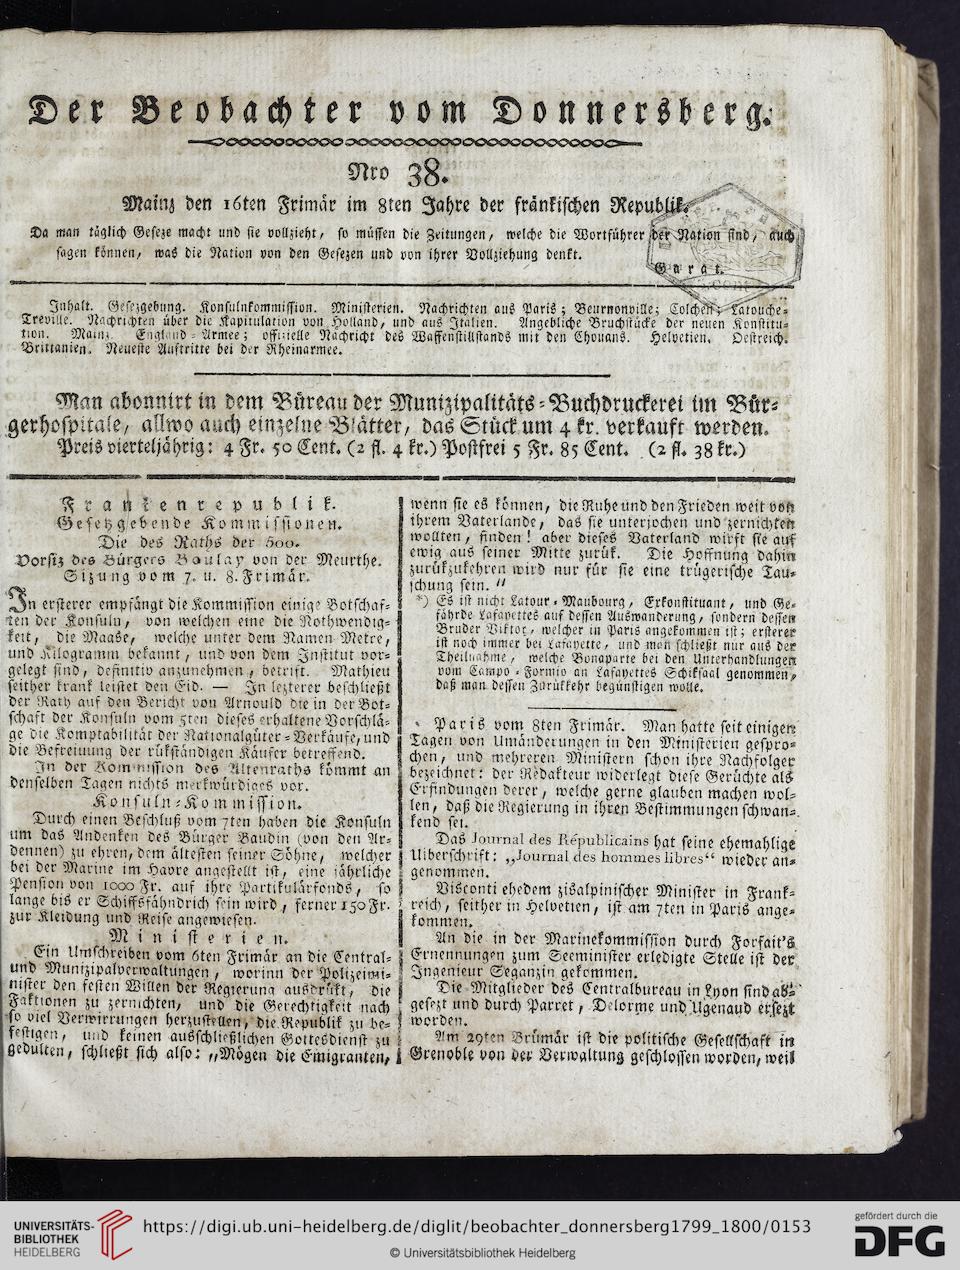 Der Beobachter vom Donnersberg.
Nro 38.
Mainz den 16ten Frimär im 8ten Jahre der fränkischen Republik.
Da man täglich Geseze macht und sie vollzieht, so müssen die Zeitungen, welche die Wortführer der Nation sind, auch
sagen können, was die Nation von den Gesezen und von ihrer Vollziehung denkt.
Garat.
Inhalt. Gesezgebung. Konsulnkommission. Ministerien. Nachrichten aus Paris; Beurnonville; Colchen; Latouche-
Treville. Nachrichten über die Kapitulation von Holland, und aus Italien. Angebliche Bruchstücke der neuen Konstitu-
tion. Mainz. England-Armee; offizielle Nachricht des Waffenstillstands mit den Chouans. Helvetien. Oestreich.
Brittanien. Neueste Auftritte bei der Rheinarmee.
Man abonnirt in dem Büreau der Munizipalitäts-Buchdruckerei im Bür-
gerhospitale, allwo auch einzelne Blätter, das Stück um 4 kr. verkauft werden.
Preis vierteljährig: 4 Fr. 50 Cent. (2 fl. 4 kr.) Postfrei 5 Fr. 85 Cent. (2 fl. 38 kr.)
Frankenrepublik.
Gesetzgebende Kommissionen.
Die des Raths der 500.
Vorsiz des Bürgers Boulay von der Meurthe.
Sizung vom 7. u. 8. Frimär.
In ersterer empfängt die Kommission einige Botschaf-
ten der Konsuln, von welchen eine die Nothwendig-
keit, die Maase, welche unter dem Namen Metre,
und Kilogramm bekannt, und von dem Institut vor-
gelegt sind, definitiv anzunehmen, betrift. Mathieu
seither krank leistet den Eid. — In lezterer beschließt
der Rath auf den Bericht von Arnould die in der Bot-
schaft der Konsuln vom 5ten dieses erhaltene Vorschlä-
ge die Komptabilität der Nationalgüter-Verkäufe, und
die Befreiung der rükständigen Käufer betreffend.
In der Kommission des Altenraths kömmt an
denselben Tagen nichts merkwürdiges vor.
Konsuln-Kommission.
Durch einen Beschluß vom 7ten haben die Konsuln
um das Andenken des Bürger Baudin (von den Ar-
dennen) zu ehren, dem ältesten seiner Söhne, welcher
bei der Marine im Havre angestellt ist, eine jährliche
Pension von 1000 Fr. auf ihre Partikulärfonds, so
lange bis er Schiffsfähndrich sein wird, ferner 150 Fr.
zur Kleidung und Reise angewiesen.
Ministerien.
Ein Umschreiben vom 6ten Frimär an die Central-
und Munizipalverwaltungen, worinn der Polizeimi-
nister den festen Willen der Regierung ausdrükt, die
Faktionen zu zernichten, und die Gerechtigkeit nach
so viel Verwirrungen herzustellen, die Republik zu be-
festigen, und keinen ausschließlichen Gottesdienst zu
gedulten, schließt sich also: „Mögen die Emigranten,
wenn sie es können, die Ruhe und den Frieden weit von
ihrem Vaterlande, das sie unterjochen und zernichten
wollten, finden! aber dieses Vaterland wirft sie auf
ewig aus seiner Mitte zurük. Die Hoffnung dahin
zurükzukehren wird nur für sie eine trügerische Täu-
schung sein.“
*) Es ist nicht Latour-Maubourg, Exkonstituant, und Ge-
fährde Lafayettes auf dessen Auswanderung, sondern dessen
Bruder Viktor, welcher in Paris angekommen ist; ersterer
ist noch immer bei Lafayette, und man schließt nur aus der
Theilnahme, welche Bonaparte bei den Unterhandlungen
vom Campo-Formio an Lafayettes Schiksaal genommen,
daß man dessen Zurükkehr begünstigen wolle.
Paris vom 8ten Frimär. Man hatte seit einigen
Tagen von Umänderungen in den Ministerien gespro-
chen, und mehreren Ministern schon ihre Nachfolger
bezeichnet: der Redakteur widerlegt diese Gerüchte als
Erfindungen derer, welche gerne glauben machen wol-
len, daß die Regierung in ihren Bestimmungen schwan-
kend sei.
Das Journal des Républicains hat seine ehemahlige
Uiberschrift: „Journal des hommes libres“ wieder an-
genommen.
Visconti ehedem zisalpinischer Minister in Frank-
reich, seither in Helvetien, ist am 7ten in Paris ange-
kommen.
An die in der Marinekommission durch Forfait's
Ernennungen zum Seeminister erledigte Stelle ist der
Ingenieur Seganzin gekommen.
Die Mitglieder des Centralbureau in Lyon sind ab-
gesezt und durch Parret, Delorme und Ugenaud ersezt
worden.
Am 29ten Brümär ist die politische Gesellschaft in
Grenoble von der Verwaltung geschlossen worden, weil
UNIVERSITÄTS-
BIBLIOTHEK
HEIDELBERG
https://digi.ub.uni-heidelberg.de/diglit/beobachter_donnersberg1799_1800/0153
© Universitätsbibliothek Heidelberg
gefördert durch die
DFG